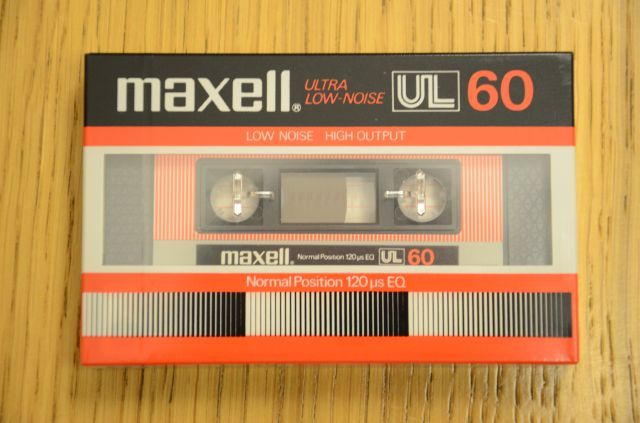 maxell® ULTRA LOW-NOISE UL 60
LOW NOISE HIGH OUTPUT
maxell Normal Position 120 µs EQ UL 60
Normal Position 120 µs EQ